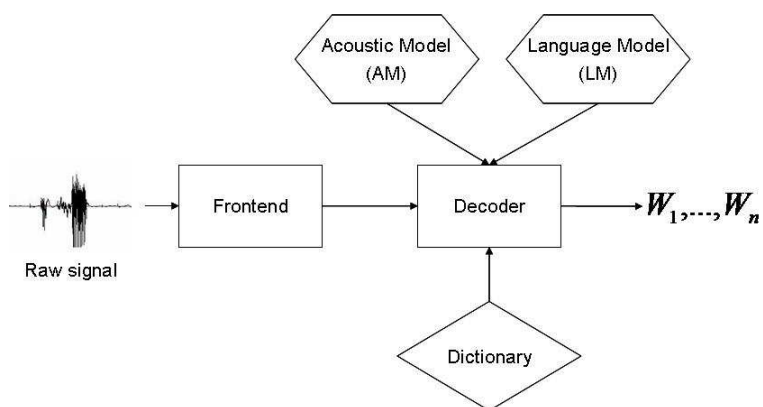 Acoustic Model
(AM)
Language Model
(LM)
Raw signal
Frontend
Decoder
W1,...,Wn
Dictionary